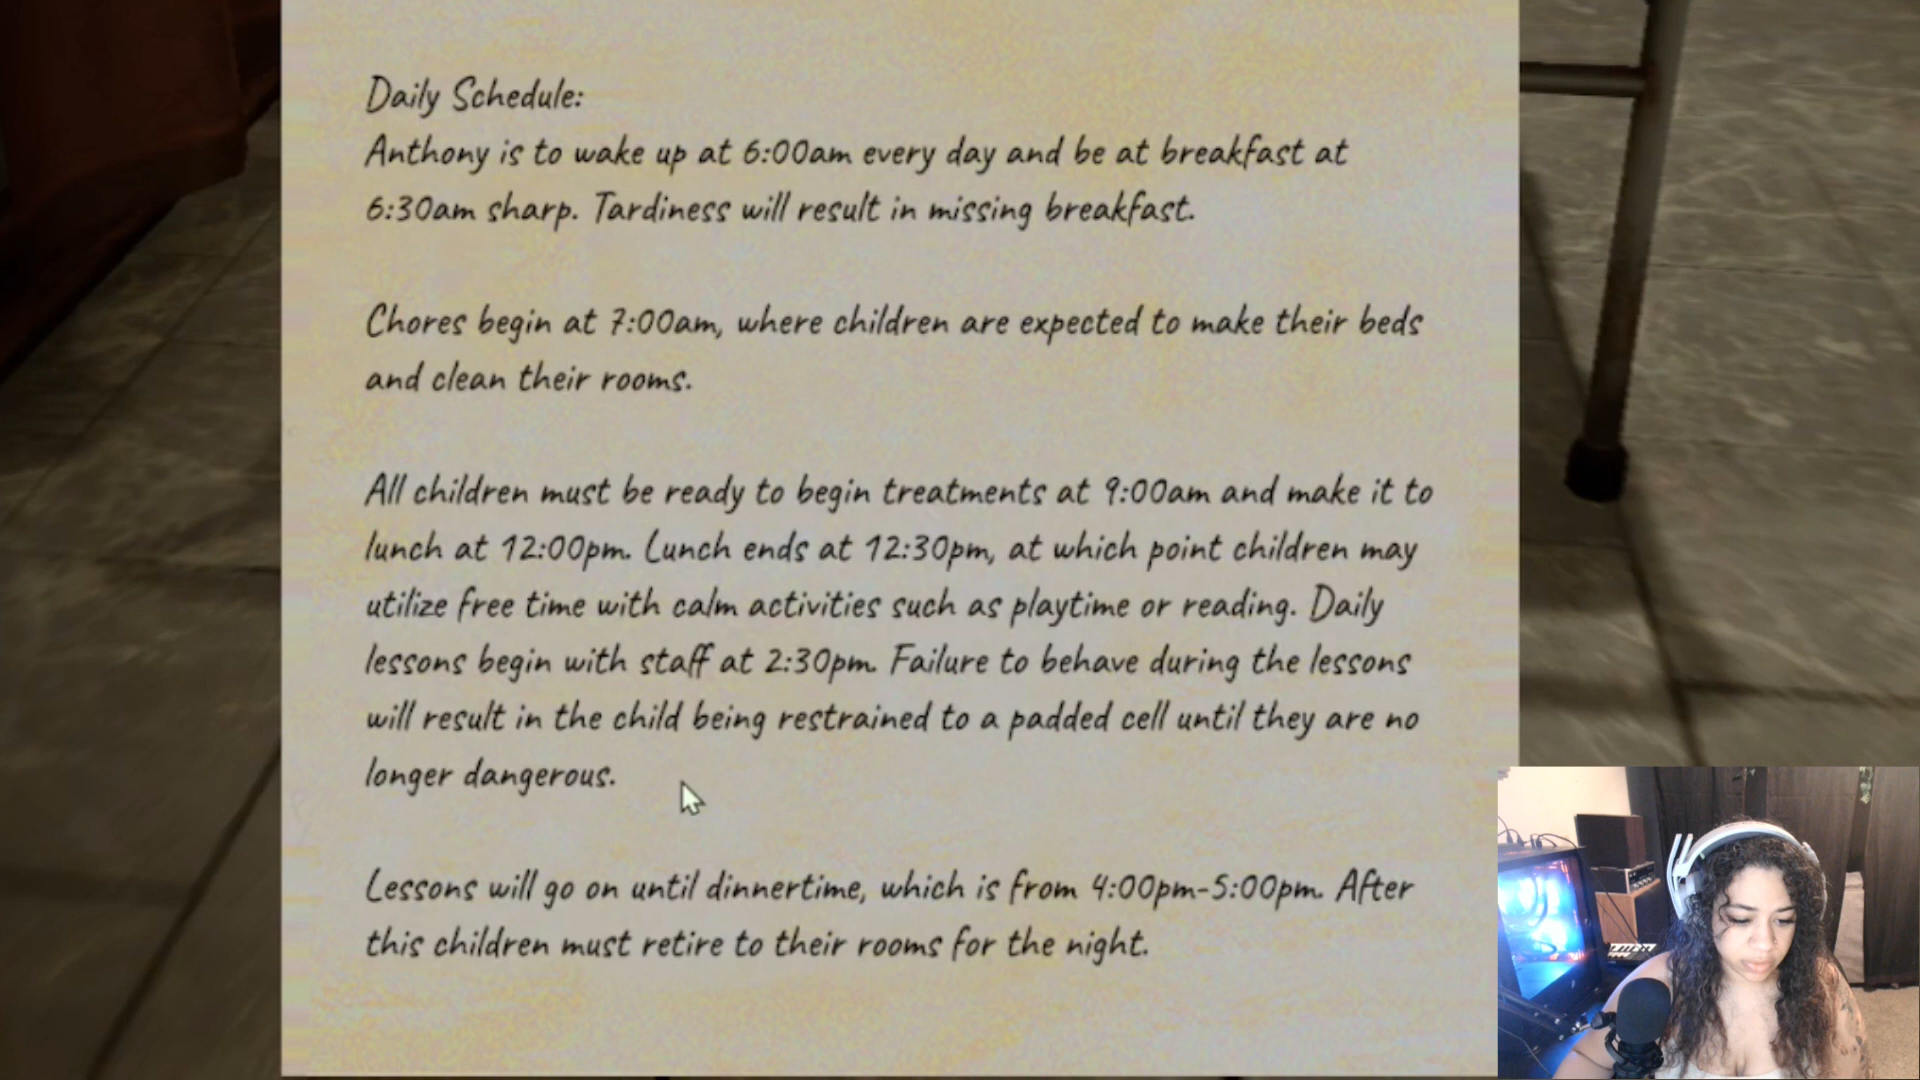 Daily Schedule:
Anthony is to wake up at 6:00am every day and be at breakfast at
6:30am sharp. Tardiness will result in missing breakfast.
Chores begin at 7:00am, where children are expected to make their beds
and clean their rooms.
All children must be ready to begin treatments at 9:00am and make it to
lunch at 12:00pm. Lunch ends at 12:30pm, at which point children may
utilize free time with calm activities such as playtime or reading. Daily
lessons begin with staff at 2:30pm. Failure to behave during the lessons
will result in the child being restrained to a padded cell until they are no
longer dangerous.
Lessons will go on until dinnertime, which is from 4:00pm-5:00pm. After
this children must retire to their rooms for the night.